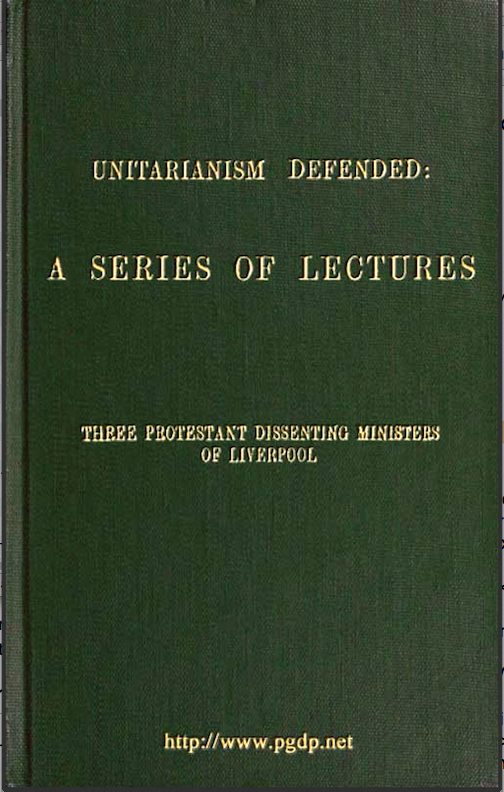 UNITARIANISM DEFENDED:
A SERIES OF LECTURES
THREE PROTESTANT DISSENTING MINISTERS
OF LIVERPOOL
http://www.pgdp.net